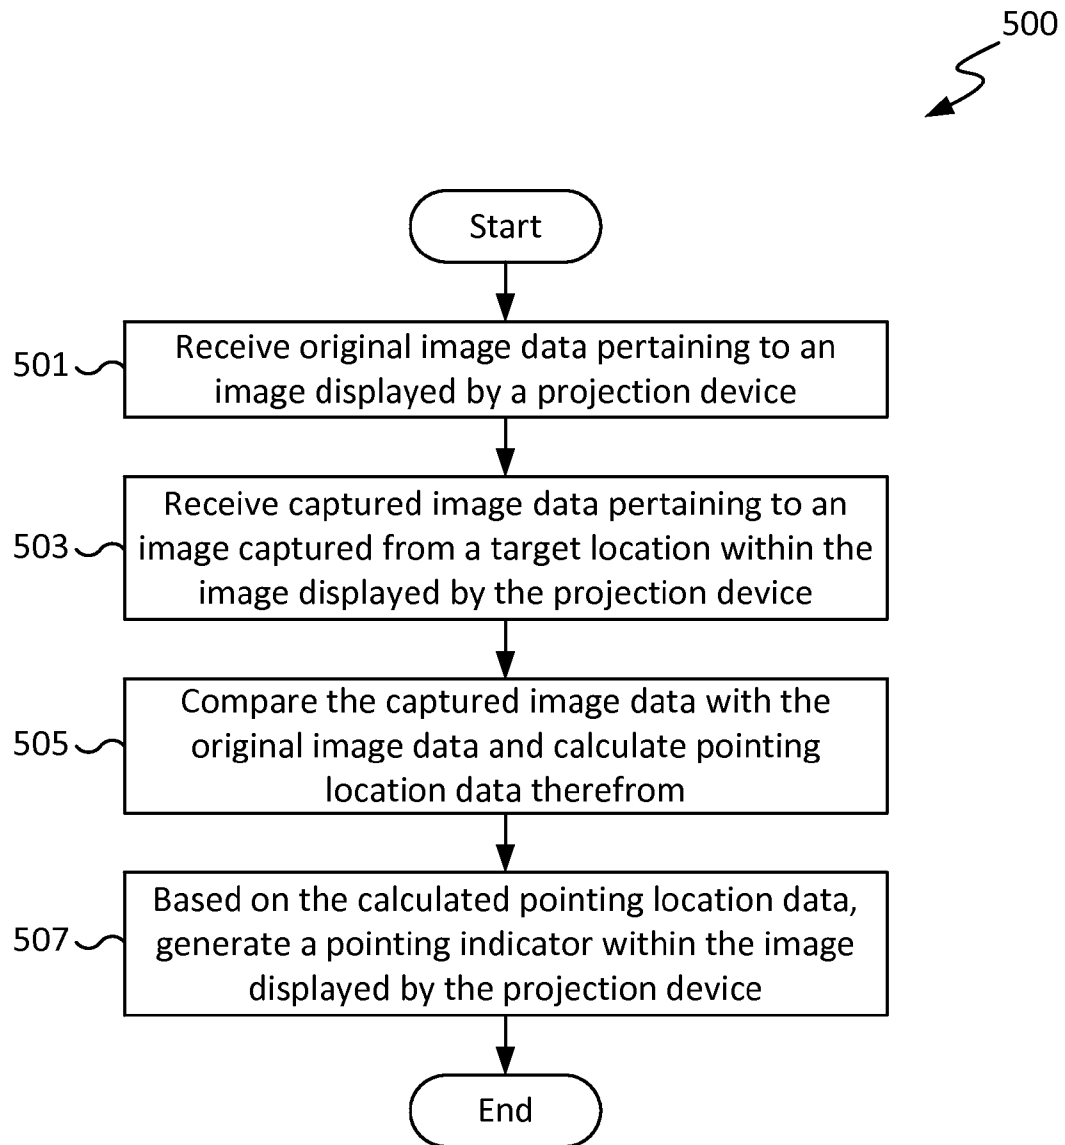 500
Start
501
Receive original image data pertaining to an
image displayed by a projection device
Receive captured image data pertaining to an
503
image captured from a target location within the
image displayed by the projection device
Compare the captured image data with the
505
original image data and calculate pointing
location data therefrom
Based on the calculated pointing location data,
507
generate a pointing indicator within the image
displayed by the projection device
End